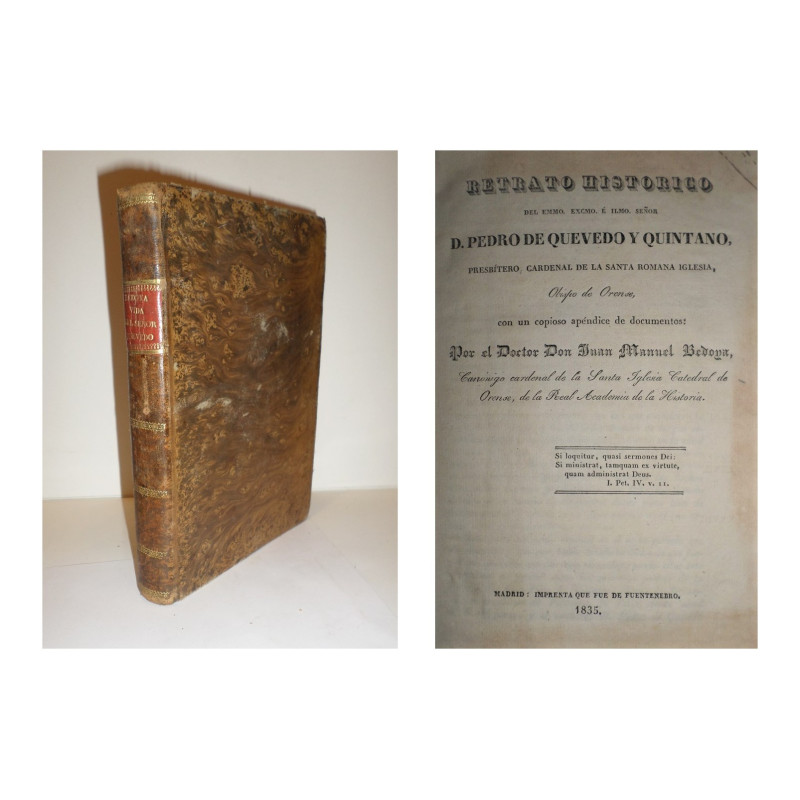 VIDA
SEÑOR
RETRATO HISTORICO
DEL EMMO. EXCMO. É ILMO. SEÑOR
D. PEDRO DE QUEVEDO Y QUINTANO,
PRESBÍTERO, CARDENAL DE LA SANTA ROMANA IGLESIA,
Obispo de Orense,
con un copioso apéndice de documentos:
Por el Doctor Don Juan Manuel Bedoya,
Canónigo cardenal de la Santa Iglesia Catedral de
Orense, de la Real Academia de la Historia.
Si loquitur, quasi sermones Dei:
Si ministrat, tamquam ex virtute,
quam administrat Deus.
I. Pet. IV. v. 11.
MADRID: IMPRENTA QUE FUE DE FUENTENEBRO.
1835.